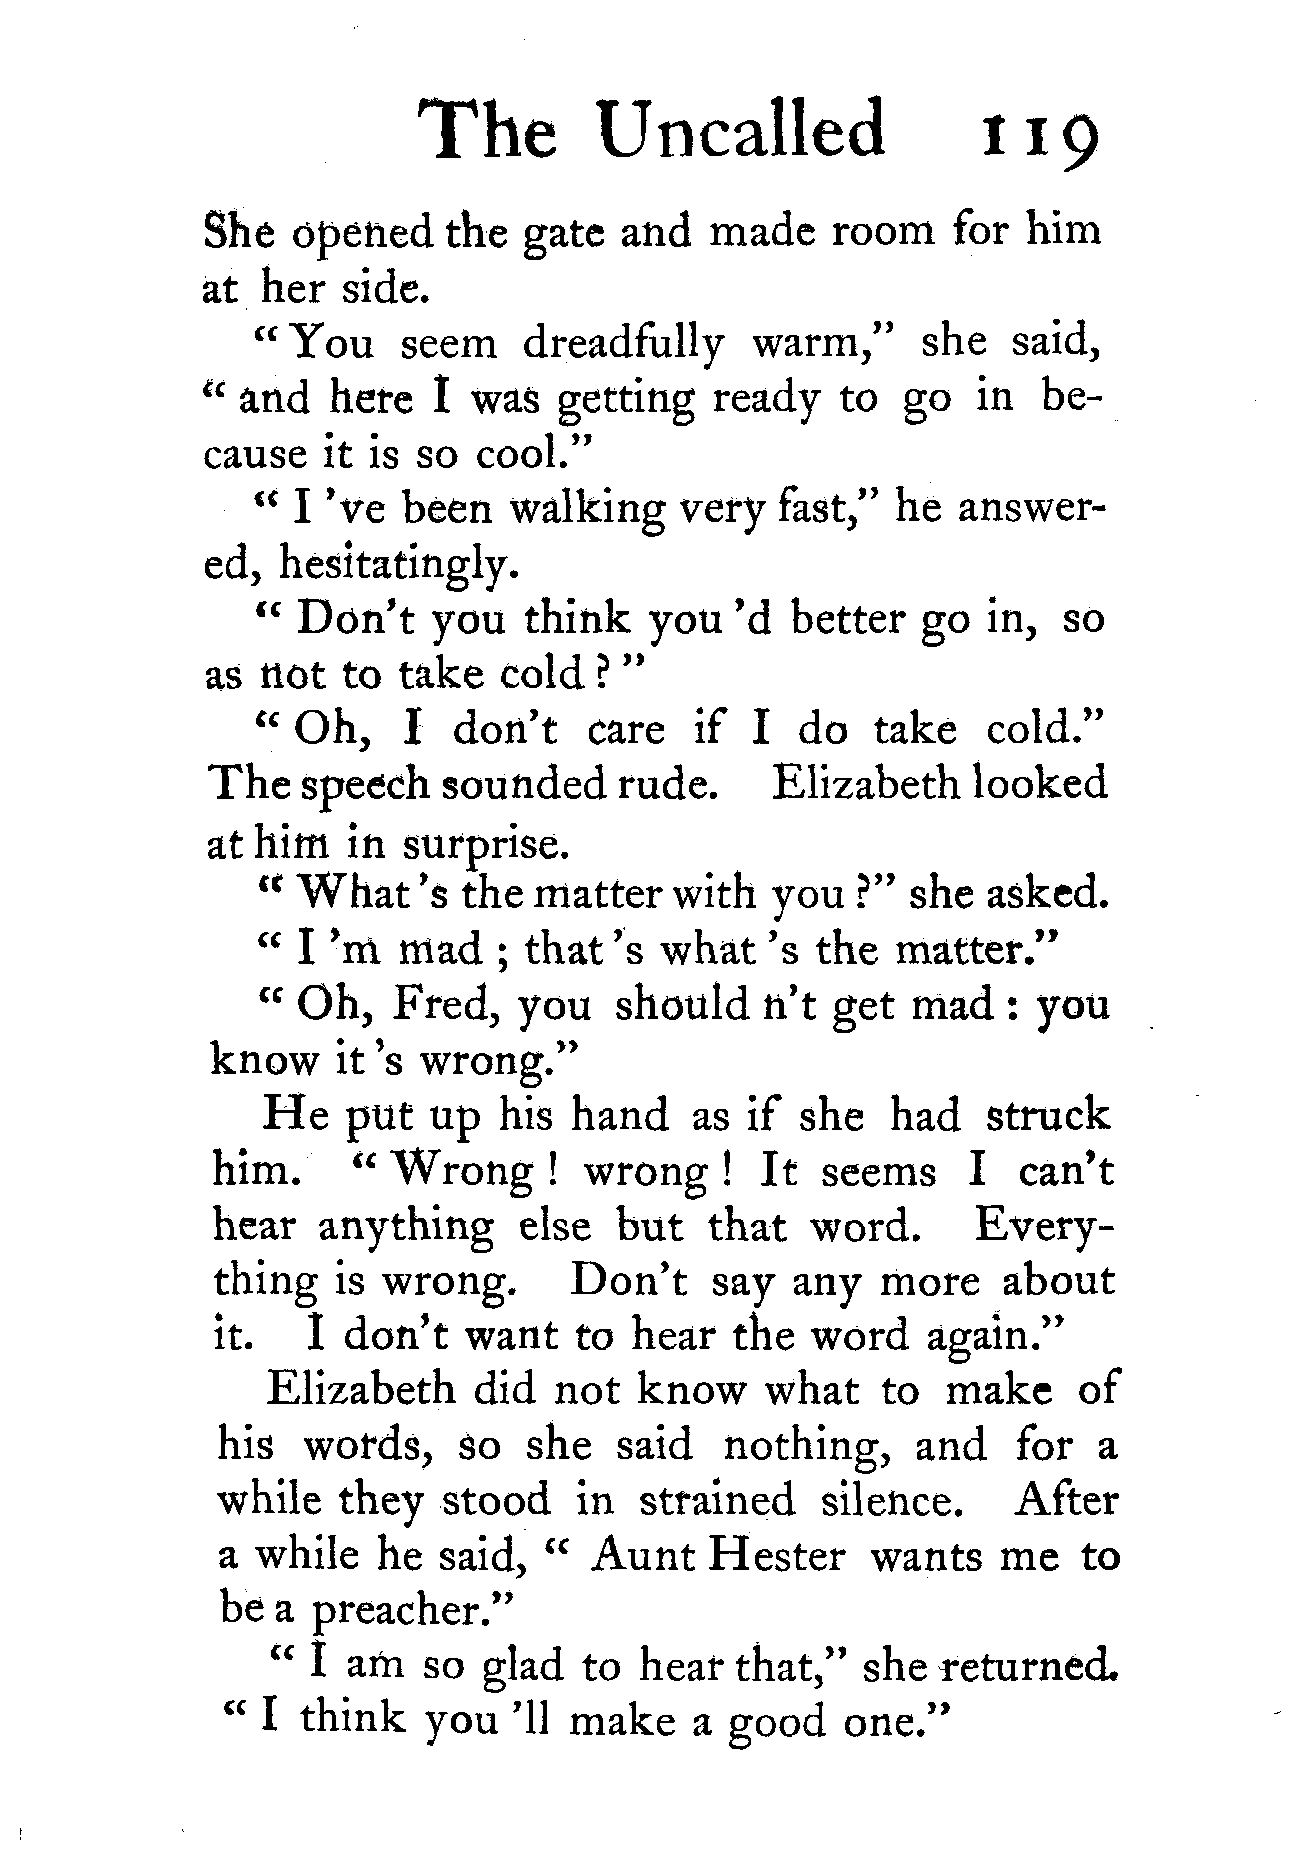 The Uncalled 119
She opened the gate and made room for him
at her side.
“ You seem dreadfully warm,” she said,
“ and here I was getting ready to go in be-
cause it is so cool.”
“ I ’ve been walking very fast,” he answer-
ed, hesitatingly.
“ Don’t you think you ’d better go in, so
as not to take cold ? ”
“ Oh, I don’t care if I do take cold.”
The speech sounded rude. Elizabeth looked
at him in surprise.
“ What ’s the matter with you ?” she asked.
“ I ’m mad ; that ’s what ’s the matter.”
“ Oh, Fred, you should n’t get mad : you
know it ’s wrong.”
He put up his hand as if she had struck
him. “ Wrong ! wrong ! It seems I can’t
hear anything else but that word. Every-
thing is wrong. Don’t say any more about
it. I don’t want to hear the word again.”
Elizabeth did not know what to make of
his words, so she said nothing, and for a
while they stood in strained silence. After
a while he said, “ Aunt Hester wants me to
be a preacher.”
“ I am so glad to hear that,” she returned.
“ I think you ’ll make a good one.”